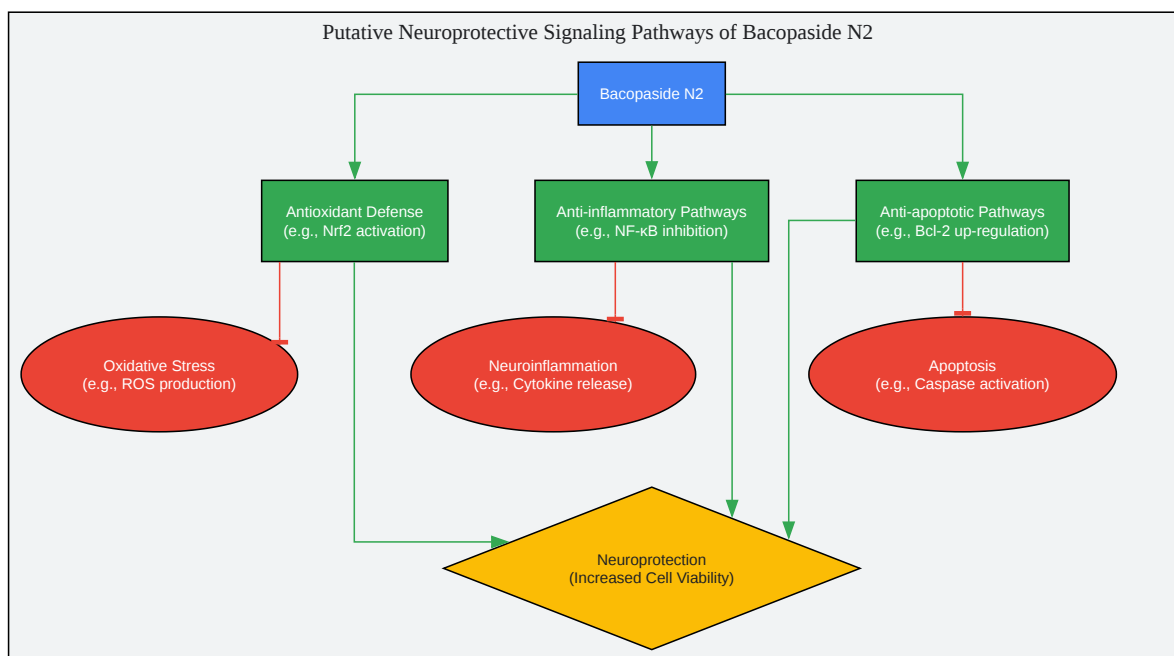 Putative Neuroprotective Signaling Pathways of Bacopaside N2
Bacopaside N2
Antioxidant Defense
(e.g., Nrf2 activation)
Anti-inflammatory Pathways
(e.g., NF-κB inhibition)
Anti-apoptotic Pathways
(e.g., Bcl-2 up-regulation)
Oxidative Stress
(e.g., ROS production)
Neuroinflammation
(e.g., Cytokine release)
Apoptosis
(e.g., Caspase activation)
Neuroprotection
(Increased Cell Viability)